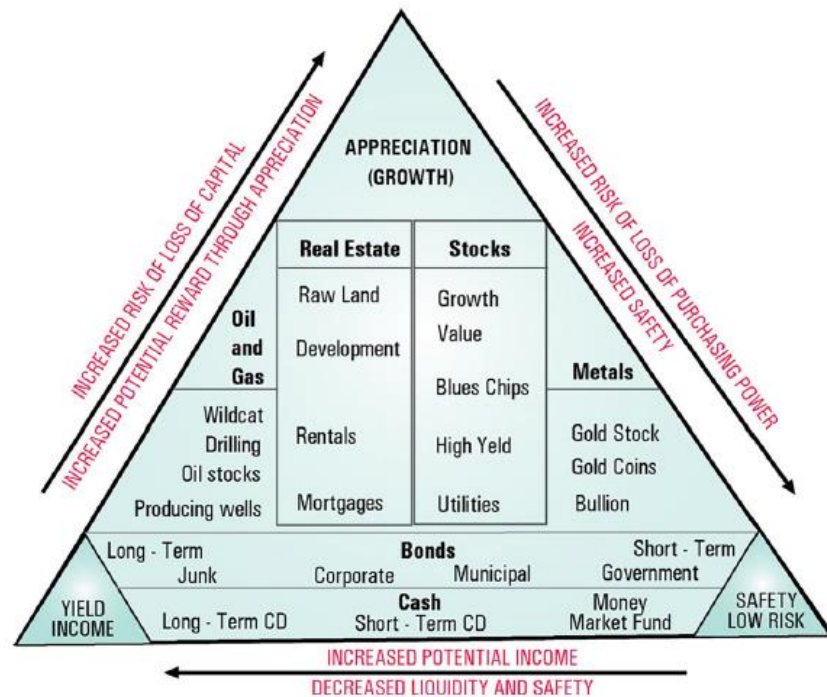 APPRECIATION
(GROWTH)
INCREASED RISK OF LOSS OF CAPITAL
INCREASED POTENTIAL REWARD THROUGH APPRECIATION
INCREASED RISK OF LOSS OF PURCHASING POWER
INCREASED SAFETY
Real Estate
Raw Land
Development
Rentals
Mortgages
Stocks
Growth
Value
Blues Chips
High Yeld
Utilities
Oil
and
Gas
Wildcat
Drilling
Oil stocks
Producing wells
Metals
Gold Stock
Gold Coins
Bullion
Bonds
Long - Term
Short - Term
Junk
Corporate
Municipal
Government
Cash
Long - Term CD
Short - Term CD
Money
Market Fund
YIELD
INCOME
SAFETY
LOW RISK
INCREASED POTENTIAL INCOME
DECREASED LIQUIDITY AND SAFETY